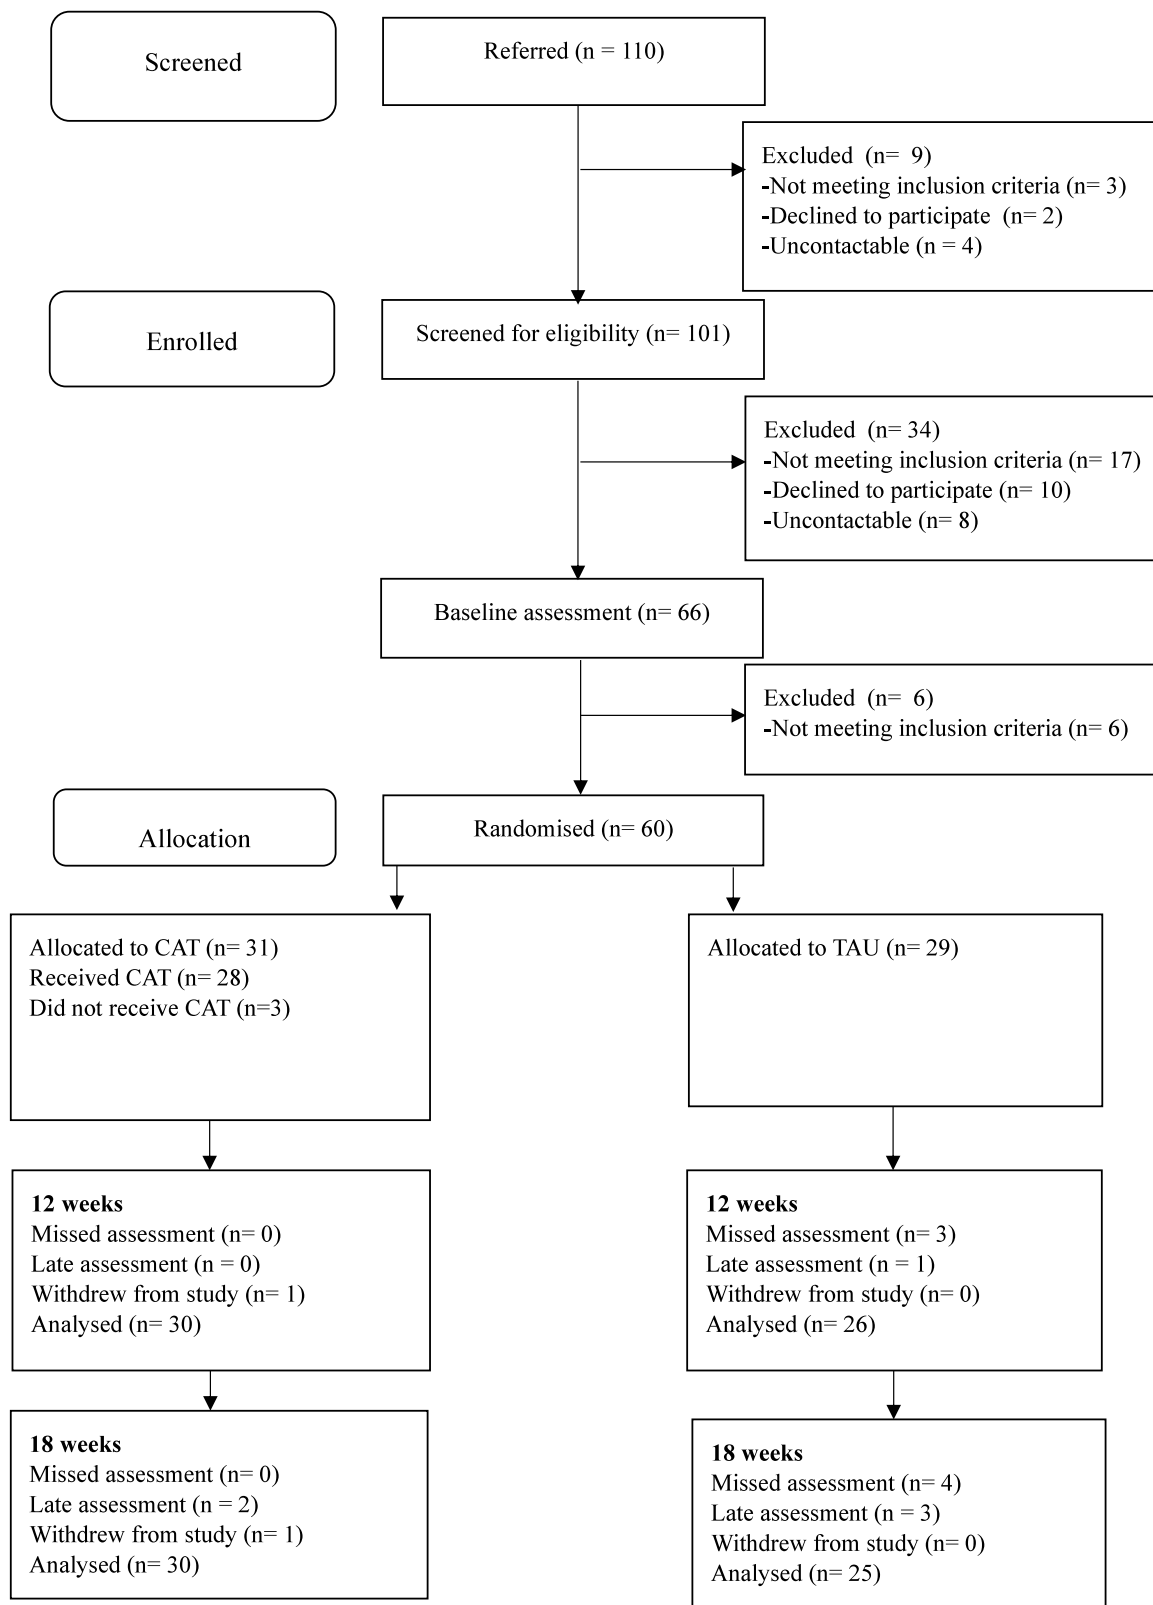 Screened
Referred (n = 110)
Excluded (n= 9)
-Not meeting inclusion criteria (n= 3)
-Declined to participate (n= 2)
-Uncontactable (n = 4)
Enrolled
Screened for eligibility (n= 101)
Excluded (n= 34)
-Not meeting inclusion criteria (n= 17)
-Declined to participate (n= 10)
-Uncontactable (n= 8)
Baseline assessment (n= 66)
Excluded (n= 6)
-Not meeting inclusion criteria (n= 6)
Allocation
Randomised (n= 60)
Allocated to CAT (n= 31)
Received CAT (n= 28)
Did not receive CAT (n=3)
Allocated to TAU (n= 29)
12 weeks
Missed assessment (n= 0)
Late assessment (n = 0)
Withdrew from study (n= 1)
Analysed (n= 30)
12 weeks
Missed assessment (n= 3)
Late assessment (n = 1)
Withdrew from study (n= 0)
Analysed (n= 26)
18 weeks
Missed assessment (n= 0)
Late assessment (n = 2)
Withdrew from study (n= 1)
Analysed (n= 30)
18 weeks
Missed assessment (n= 4)
Late assessment (n = 3)
Withdrew from study (n= 0)
Analysed (n= 25)